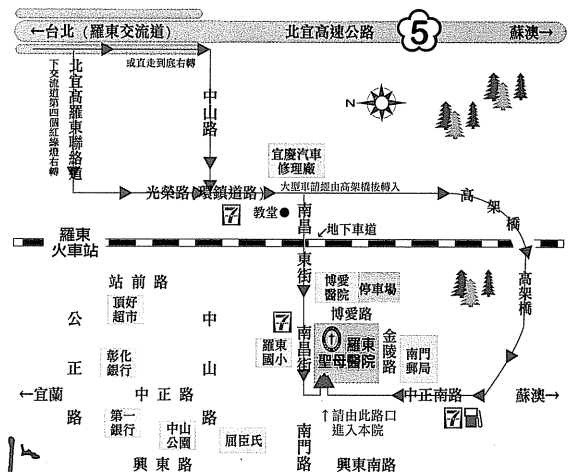 ←台北（羅東交流道） 北宜高速公路 5 蘇澳→
或直走到底右轉
北宜高羅東聯絡道
下交流道第四個紅綠燈右轉
中山路
N
宜慶汽車
修理廠
光榮路（環鎮道路）
大型車請經由高架橋後轉入
高架橋
7
教堂
南昌東街
↙地下車道
羅東
火車站
高架橋
站前路
頂好
超市
博愛
醫院
停車場
博愛路
公正路
中山路
7
羅東
國小
南昌街
羅東
聖母醫院
金陵路
南門
郵局
彰化
銀行
←宜蘭 中正路 中正南路 蘇澳→
第一
銀行
中山
公園
屈臣氏
↑請由此路口
進入本院
7
南門路
興東路 興東南路